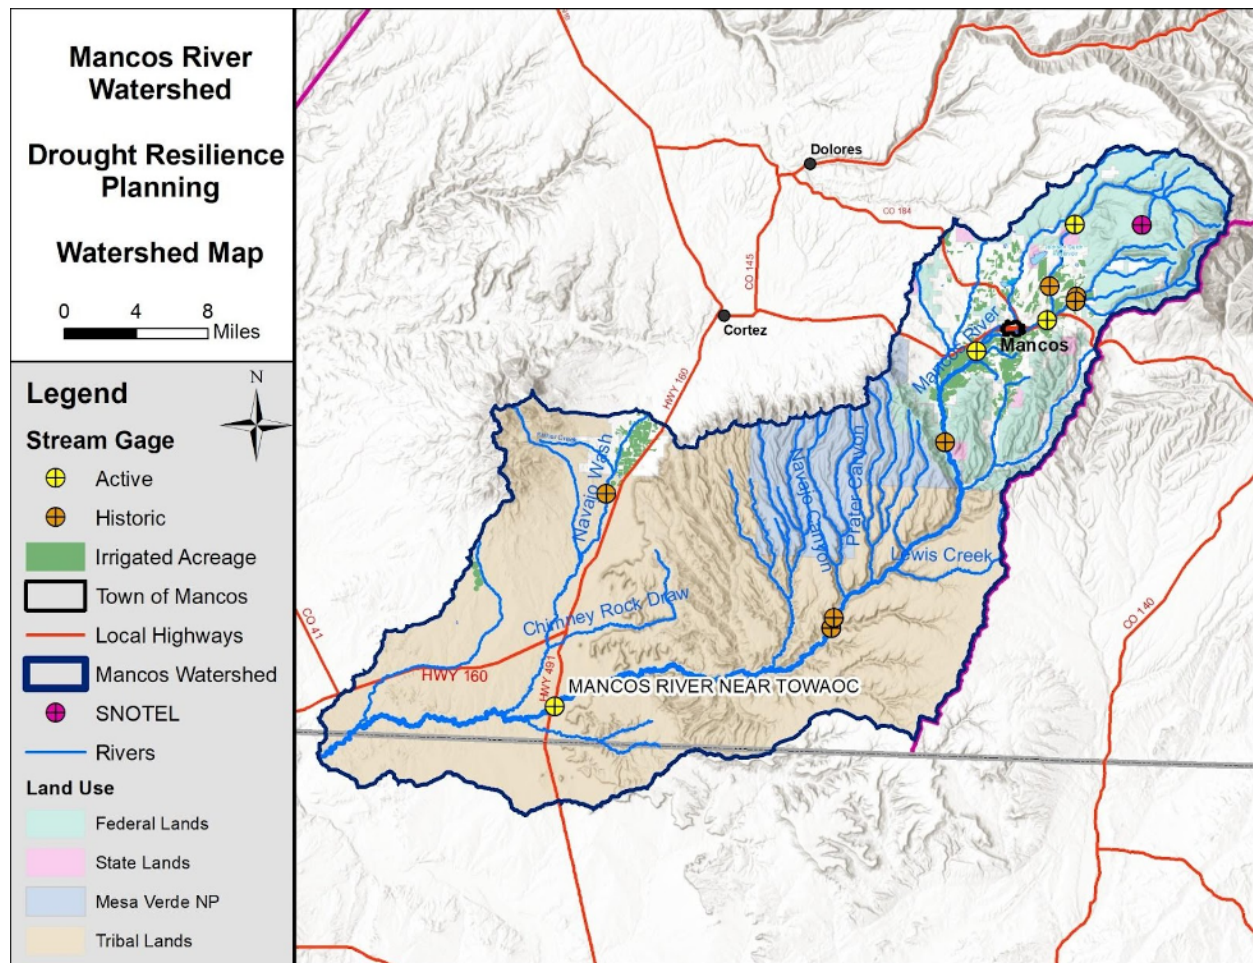 Mancos River
Watershed
Drought Resilience
Planning
Watershed Map
0 4 8
Miles
Legend
N
Stream Gage
Active
Historic
Irrigated Acreage
Town of Mancos
Local Highways
Mancos Watershed
SNOTEL
Rivers
Land Use
Federal Lands
State Lands
Mesa Verde NP
Tribal Lands
Dolores
CO 184
CO 145
Cortez
Mancos River
Mancos
HWY 160
Navajo Wash
Navajo Canyon
Prater Canyon
Lewis Creek
Chimney Rock Draw
CO 41
HWY 160
HWY 491
MANCOS RIVER NEAR TOWAOC
CO 140